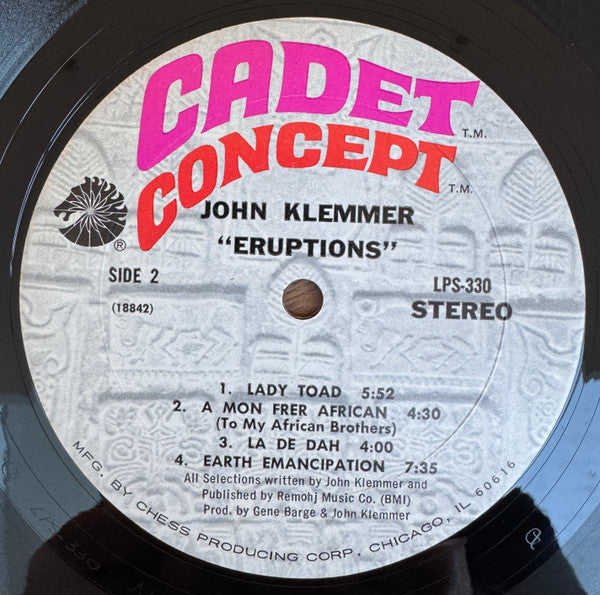 CADET
T.M.
CONCEPT
T.M.
®
JOHN KLEMMER
"ERUPTIONS"
SIDE 2
LPS-330
(18842)
STEREO
1. LADY TOAD 5:52
2. A MON FRER AFRICAN 4:30
(To My African Brothers)
3. LA DE DAH 4:00
4. EARTH EMANCIPATION 7:35
All Selections written by John Klemmer and
Published by Remohj Music Co. (BMI)
Prod. by Gene Barge & John Klemmer
MFG. BY CHESS PRODUCING CORP. CHICAGO, IL 60616
LPS-330